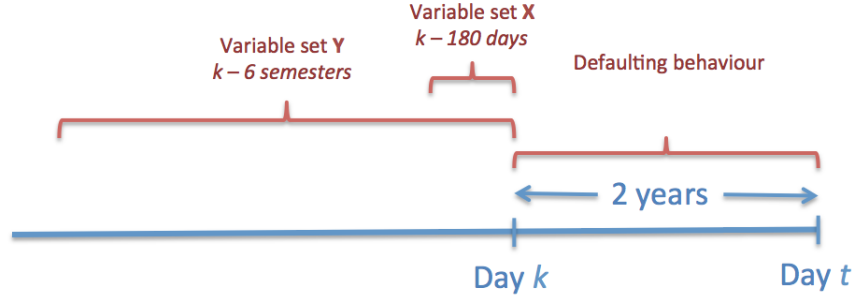 Variable set Y
k – 6 semesters
Variable set X
k – 180 days
Defaulting behaviour
2 years
Day k
Day t